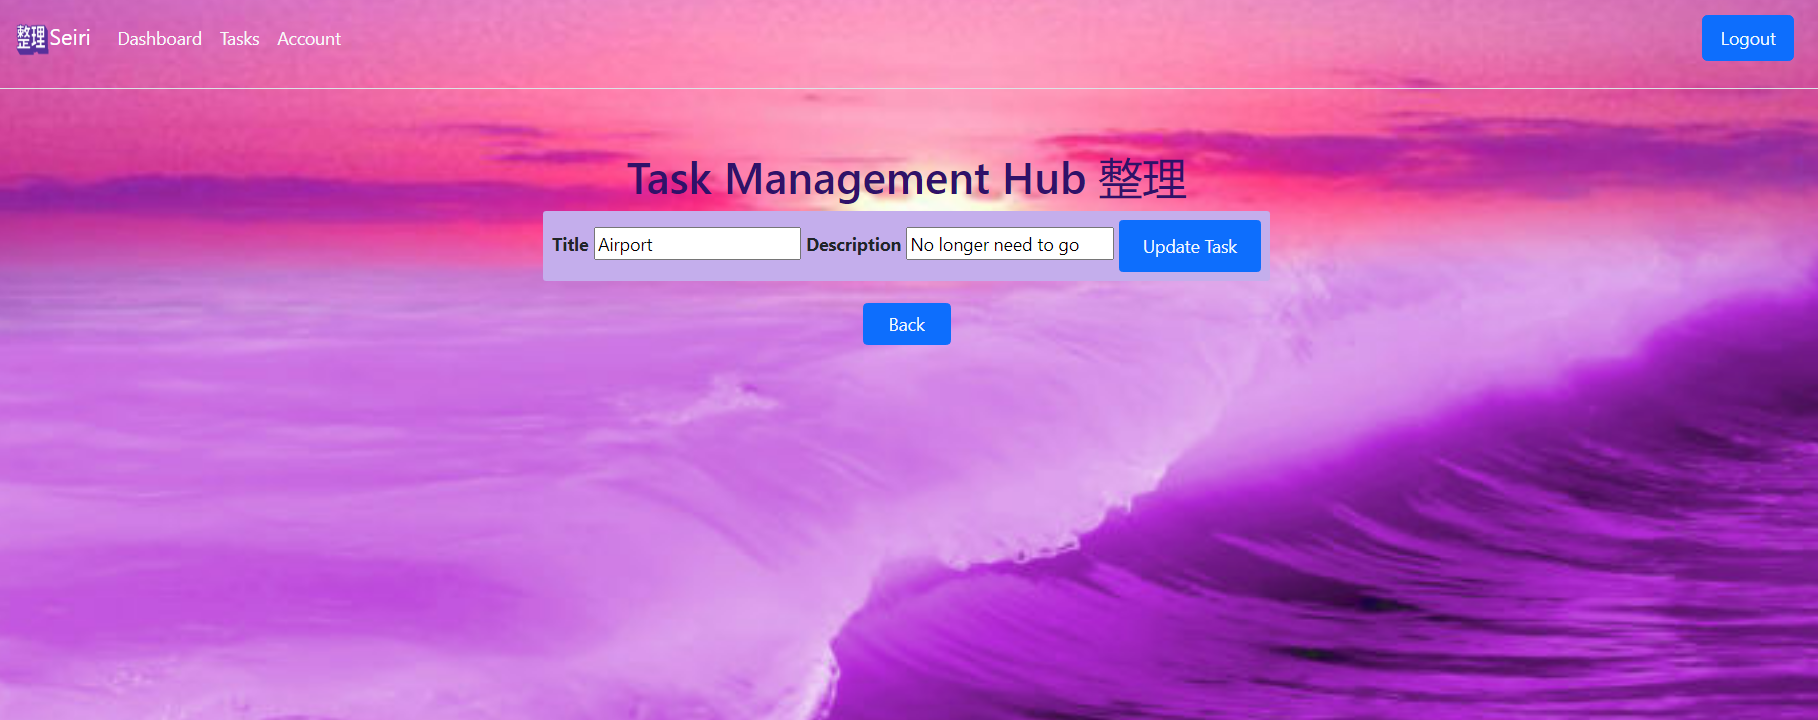 整理 Seiri Dashboard Tasks Account Logout
Task Management Hub 整理
Title Airport Description No longer need to go Update Task
Back